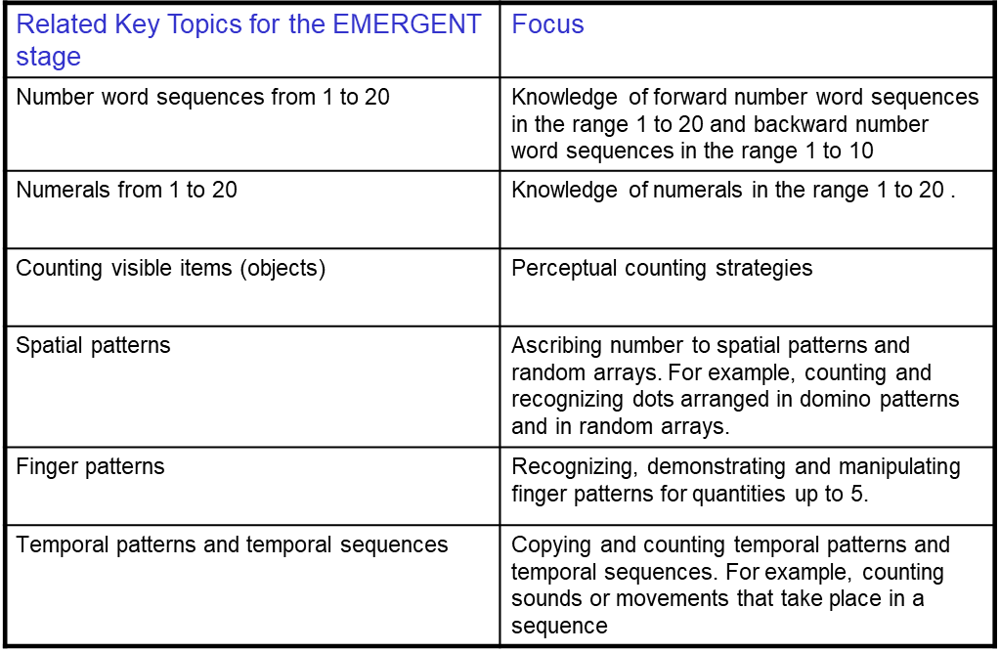 Related Key Topics for the EMERGENT
stage
Focus
Number word sequences from 1 to 20
Knowledge of forward number word sequences
in the range 1 to 20 and backward number
word sequences in the range 1 to 10
Numerals from 1 to 20
Knowledge of numerals in the range 1 to 20 .
Counting visible items (objects)
Perceptual counting strategies
Spatial patterns
Ascribing number to spatial patterns and
random arrays. For example, counting and
recognizing dots arranged in domino patterns
and in random arrays.
Finger patterns
Recognizing, demonstrating and manipulating
finger patterns for quantities up to 5.
Temporal patterns and temporal sequences
Copying and counting temporal patterns and
temporal sequences. For example, counting
sounds or movements that take place in a
sequence